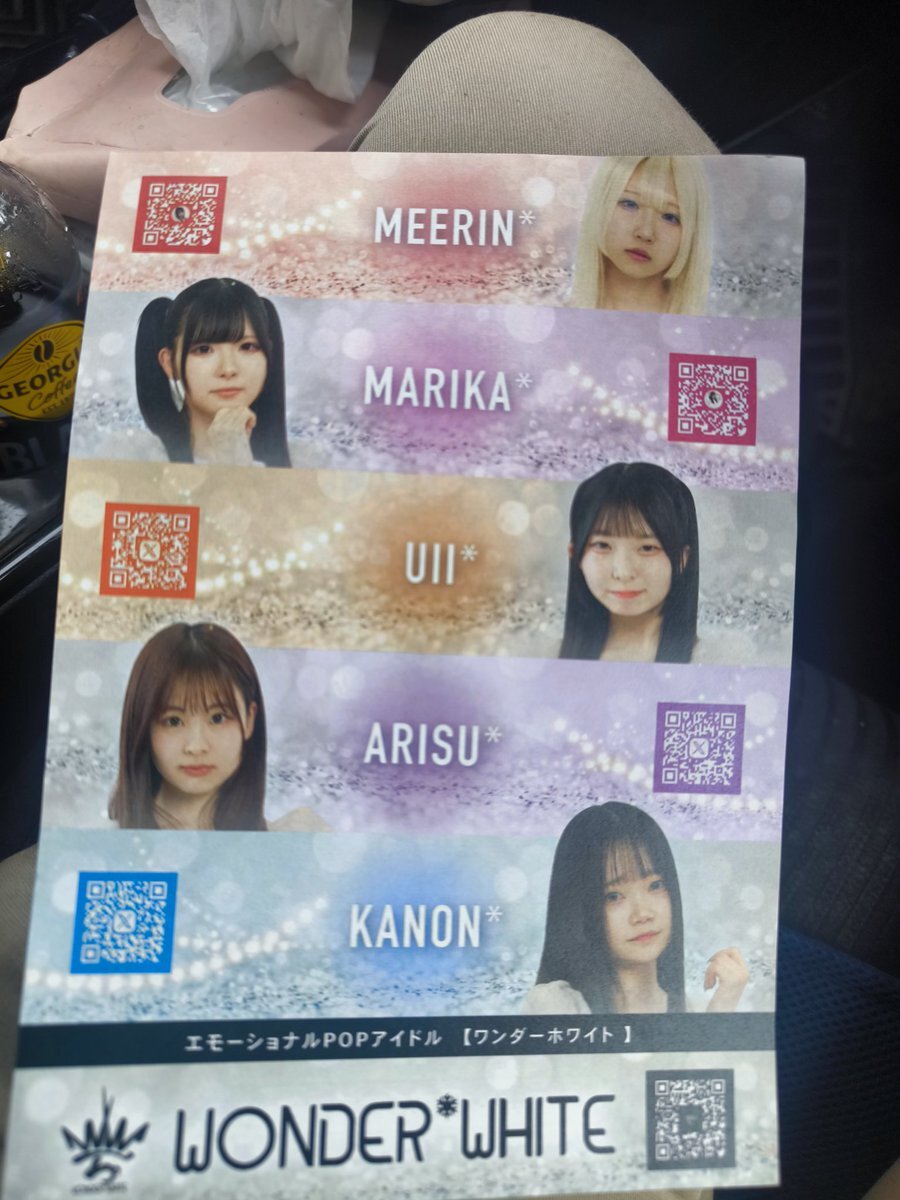 MEERIN*
MARIKA*
GEORGIA
Coffee
UII*
ARISU*
KANON*
エモーショナルPOPアイドル 【ワンダーホワイト】
WONDER*WHITE